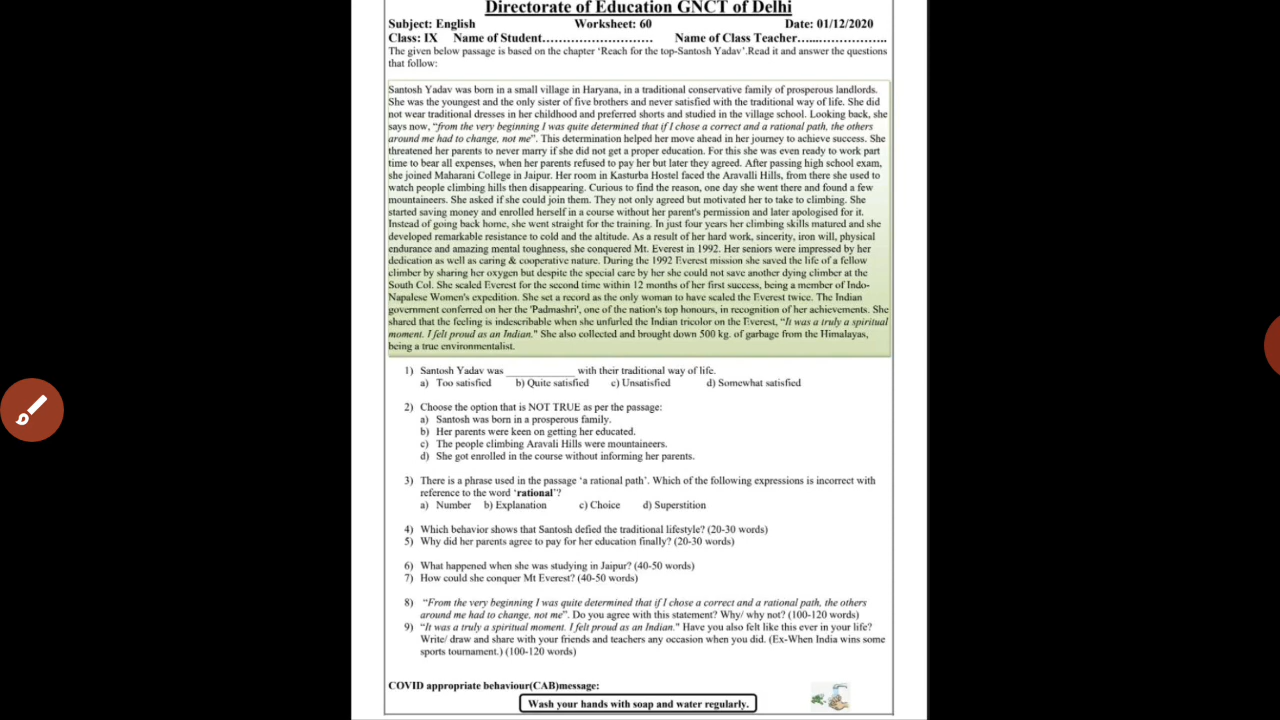 Directorate of Education GNCT of Delhi
Subject: English Worksheet: 60 Date: 01/12/2020
Class: IX Name of Student……………………… Name of Class Teacher…...……………..
The given below passage is based on the chapter ‘Reach for the top-Santosh Yadav’.Read it and answer the questions
that follow:
Santosh Yadav was born in a small village in Haryana, in a traditional conservative family of prosperous landlords.
She was the youngest and the only sister of five brothers and never satisfied with the traditional way of life. She did
not wear traditional dresses in her childhood and preferred shorts and studied in the village school. Looking back, she
says now, “from the very beginning I was quite determined that if I chose a correct and a rational path, the others
around me had to change, not me”. This determination helped her move ahead in her journey to achieve success. She
threatened her parents to never marry if she did not get a proper education. For this she was even ready to work part
time to bear all expenses, when her parents refused to pay her but later they agreed. After passing high school exam,
she joined Maharani College in Jaipur. Her room in Kasturba Hostel faced the Aravalli Hills, from there she used to
watch people climbing hills then disappearing. Curious to find the reason, one day she went there and found a few
mountaineers. She asked if she could join them. They not only agreed but motivated her to take to climbing. She
started saving money and enrolled herself in a course without her parent's permission and later apologised for it.
Instead of going back home, she went straight for the training. In just four years her climbing skills matured and she
developed remarkable resistance to cold and the altitude. As a result of her hard work, sincerity, iron will, physical
endurance and amazing mental toughness, she conquered Mt. Everest in 1992. Her seniors were impressed by her
dedication as well as caring & cooperative nature. During the 1992 Everest mission she saved the life of a fellow
climber by sharing her oxygen but despite the special care by her she could not save another dying climber at the
South Col. She scaled Everest for the second time within 12 months of her first success, being a member of Indo-
Napalese Women's expedition. She set a record as the only woman to have scaled the Everest twice. The Indian
government conferred on her the 'Padmashri', one of the nation's top honours, in recognition of her achievements. She
shared that the feeling is indescribable when she unfurled the Indian tricolor on the Everest, “It was a truly a spiritual
moment. I felt proud as an Indian." She also collected and brought down 500 kg. of garbage from the Himalayas,
being a true environmentalist.
1) Santosh Yadav was _____________ with their traditional way of life.
a) Too satisfied b) Quite satisfied c) Unsatisfied d) Somewhat satisfied
2) Choose the option that is NOT TRUE as per the passage:
a) Santosh was born in a prosperous family.
b) Her parents were keen on getting her educated.
c) The people climbing Aravali Hills were mountaineers.
d) She got enrolled in the course without informing her parents.
3) There is a phrase used in the passage ‘a rational path’. Which of the following expressions is incorrect with
reference to the word ‘rational’?
a) Number b) Explanation c) Choice d) Superstition
4) Which behavior shows that Santosh defied the traditional lifestyle? (20-30 words)
5) Why did her parents agree to pay for her education finally? (20-30 words)
6) What happened when she was studying in Jaipur? (40-50 words)
7) How could she conquer Mt Everest? (40-50 words)
8) “From the very beginning I was quite determined that if I chose a correct and a rational path, the others
around me had to change, not me”. Do you agree with this statement? Why/ why not? (100-120 words)
9) “It was a truly a spiritual moment. I felt proud as an Indian." Have you also felt like this ever in your life?
Write/ draw and share with your friends and teachers any occasion when you did. (Ex-When India wins some
sports tournament.) (100-120 words)
COVID appropriate behaviour(CAB)message:
Wash your hands with soap and water regularly.